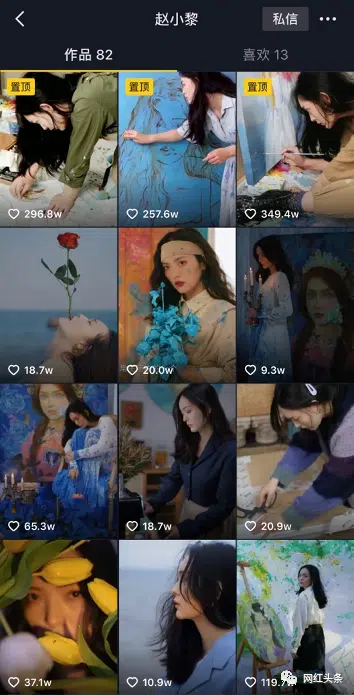 赵小黎
私信
作品 82
喜欢 13
置顶
置顶
置顶
296.8w
257.6w
349.4w
18.7w
20.0w
9.3w
65.3w
18.7w
20.9w
37.1w
10.9w
网红头条